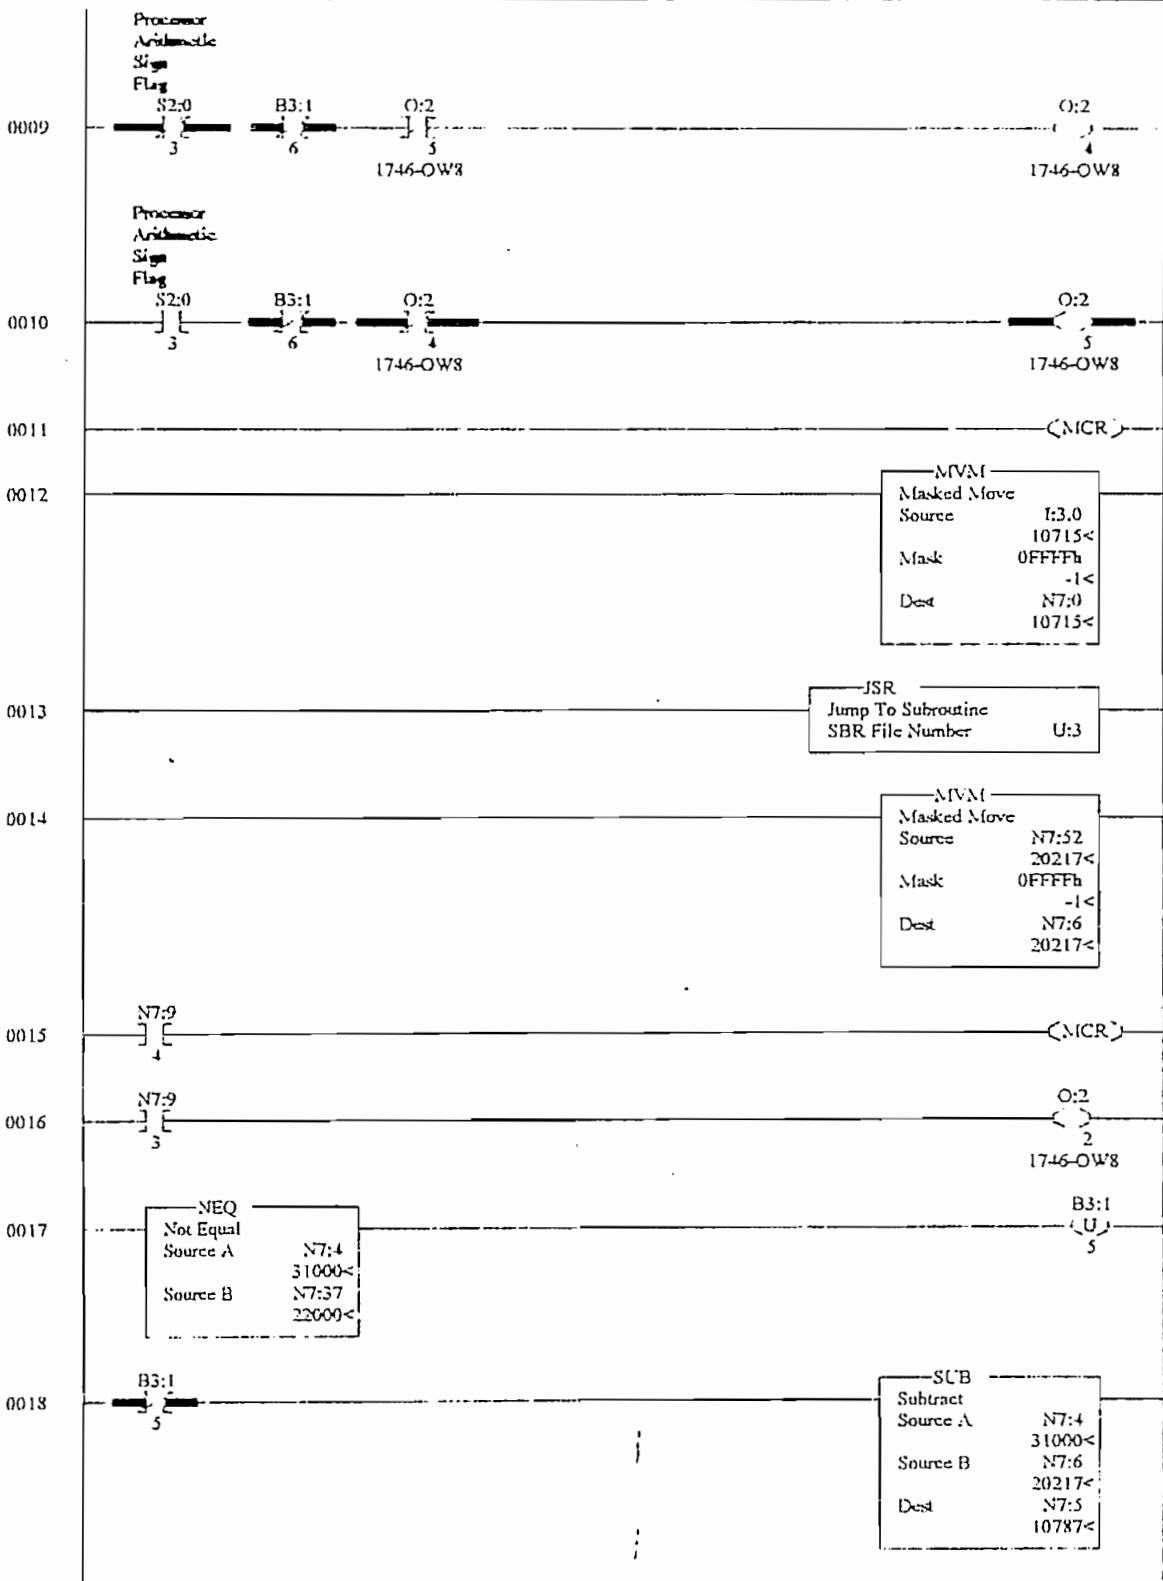 Processor
Arithmetic
Sign
Flag
S2:0 B3:1 O:2 O:2
0009
3 6 5 4
1746-OW8 1746-OW8
Processor
Arithmetic
Sign
Flag
S2:0 B3:1 O:2 O:2
0010
3 6 4 5
1746-OW8 1746-OW8
0011 MCR
MVM
0012 Masked Move
Source I:3.0
10715<
Mask 0FFFFh
-1<
Dest N7:0
10715<
JSR
0013 Jump To Subroutine
SBR File Number U:3
MVM
0014 Masked Move
Source N7:52
20217<
Mask 0FFFFh
-1<
Dest N7:6
20217<
N7:9
0015 MCR
4
N7:9 O:2
0016
3 2
1746-OW8
NEQ B3:1
0017 Not Equal U
Source A N7:4 5
31000<
Source B N7:37
22000<
B3:1 SUB
0018 Subtract
5 Source A N7:4
31000<
Source B N7:6
20217<
Dest N7:5
10787<